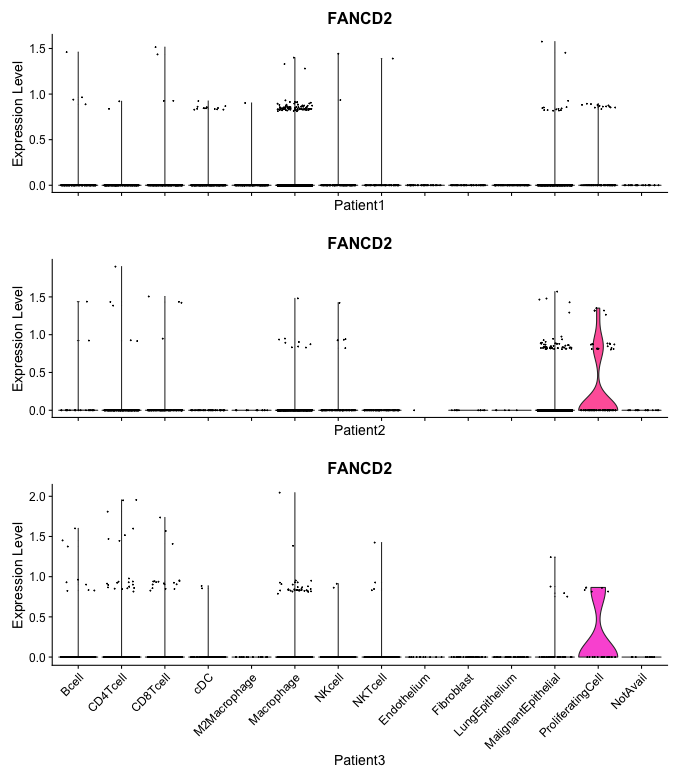 FANCD2
Expression Level
1.5
1.0
0.5
0.0
Patient1
FANCD2
Expression Level
1.5
1.0
0.5
0.0
Patient2
FANCD2
Expression Level
2.0
1.5
1.0
0.5
0.0
Bcell
CD4Tcell
CD8Tcell
cDC
M2Macrophage
Macrophage
NKcell
NKTcell
Endothelium
Fibroblast
LungEpithelium
MalignantEpithelial
ProliferatingCell
NotAvail
Patient3